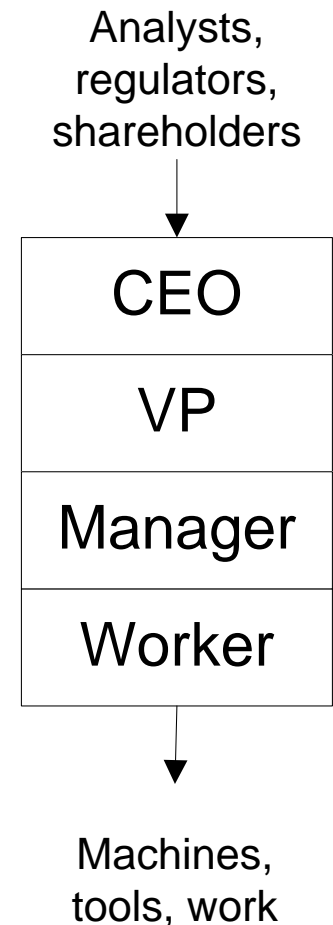 Analysts,
regulators,
shareholders
CEO
VP
Manager
Worker
Machines,
tools, work